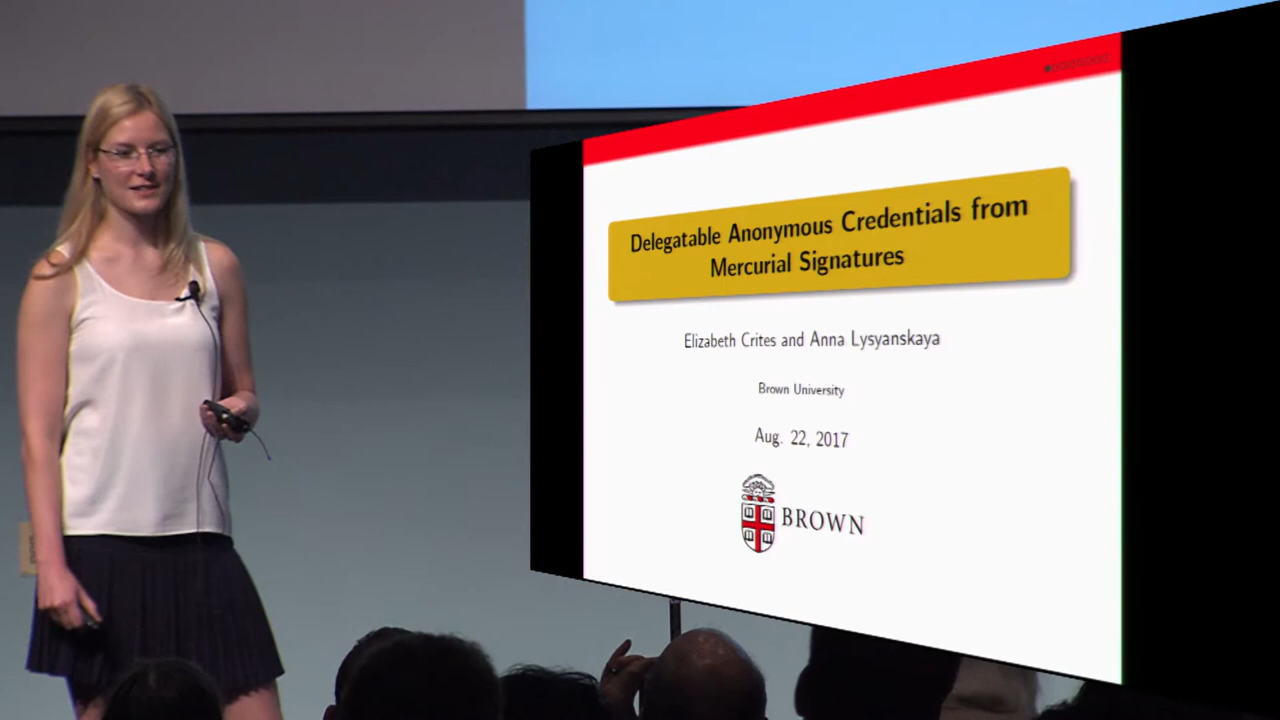 Delegatable Anonymous Credentials from
Mercurial Signatures
Elizabeth Crites and Anna Lysyanskaya
Brown University
Aug. 22, 2017
BROWN